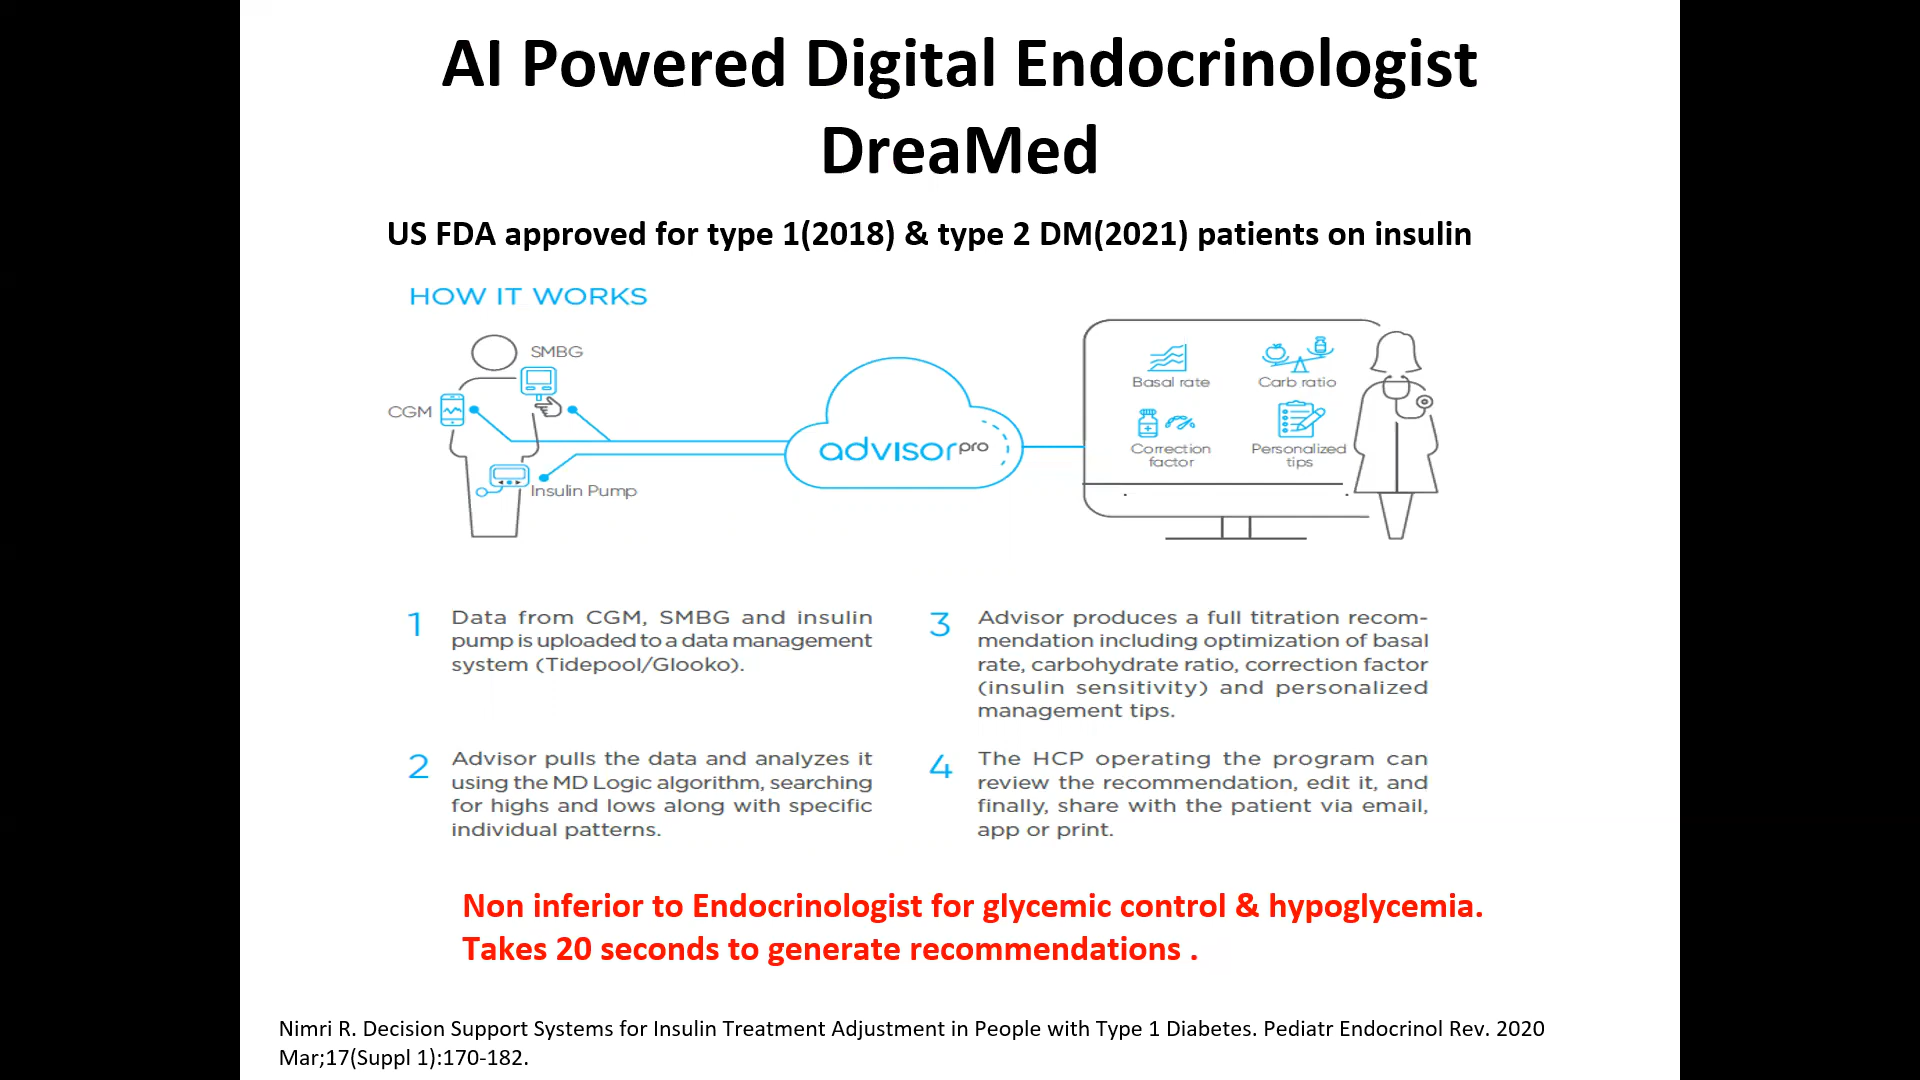 AI Powered Digital Endocrinologist
DreaMed
US FDA approved for type 1(2018) & type 2 DM(2021) patients on insulin
HOW IT WORKS
SMBG
CGM
Insulin Pump
advisor pro
Basal rate
Carb ratio
Correction
factor
Personalized
tips
1
Data from CGM, SMBG and insulin
pump is uploaded to a data management
system (Tidepool/Glooko).
2
Advisor pulls the data and analyzes it
using the MD Logic algorithm, searching
for highs and lows along with specific
individual patterns.
3
Advisor produces a full titration recom-
mendation including optimization of basal
rate, carbohydrate ratio, correction factor
(insulin sensitivity) and personalized
management tips.
4
The HCP operating the program can
review the recommendation, edit it, and
finally, share with the patient via email,
app or print.
Non inferior to Endocrinologist for glycemic control & hypoglycemia.
Takes 20 seconds to generate recommendations .
Nimri R. Decision Support Systems for Insulin Treatment Adjustment in People with Type 1 Diabetes. Pediatr Endocrinol Rev. 2020
Mar;17(Suppl 1):170-182.